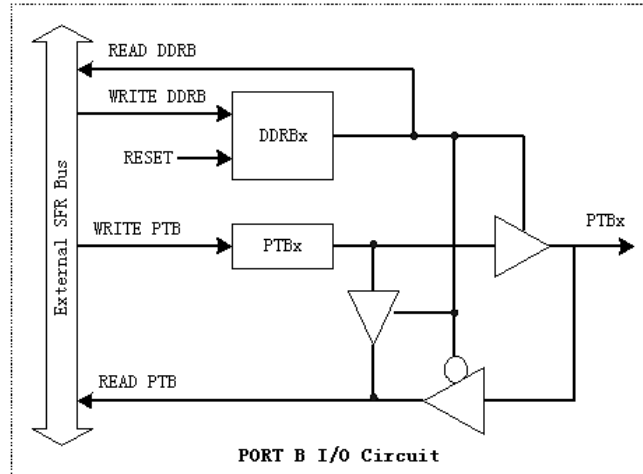 READ DDRB
WRITE DDRB
DDRBx
RESET
External SFR Bus
WRITE PTB
PTBx
PTBx
READ PTB
PORT B I/O Circuit